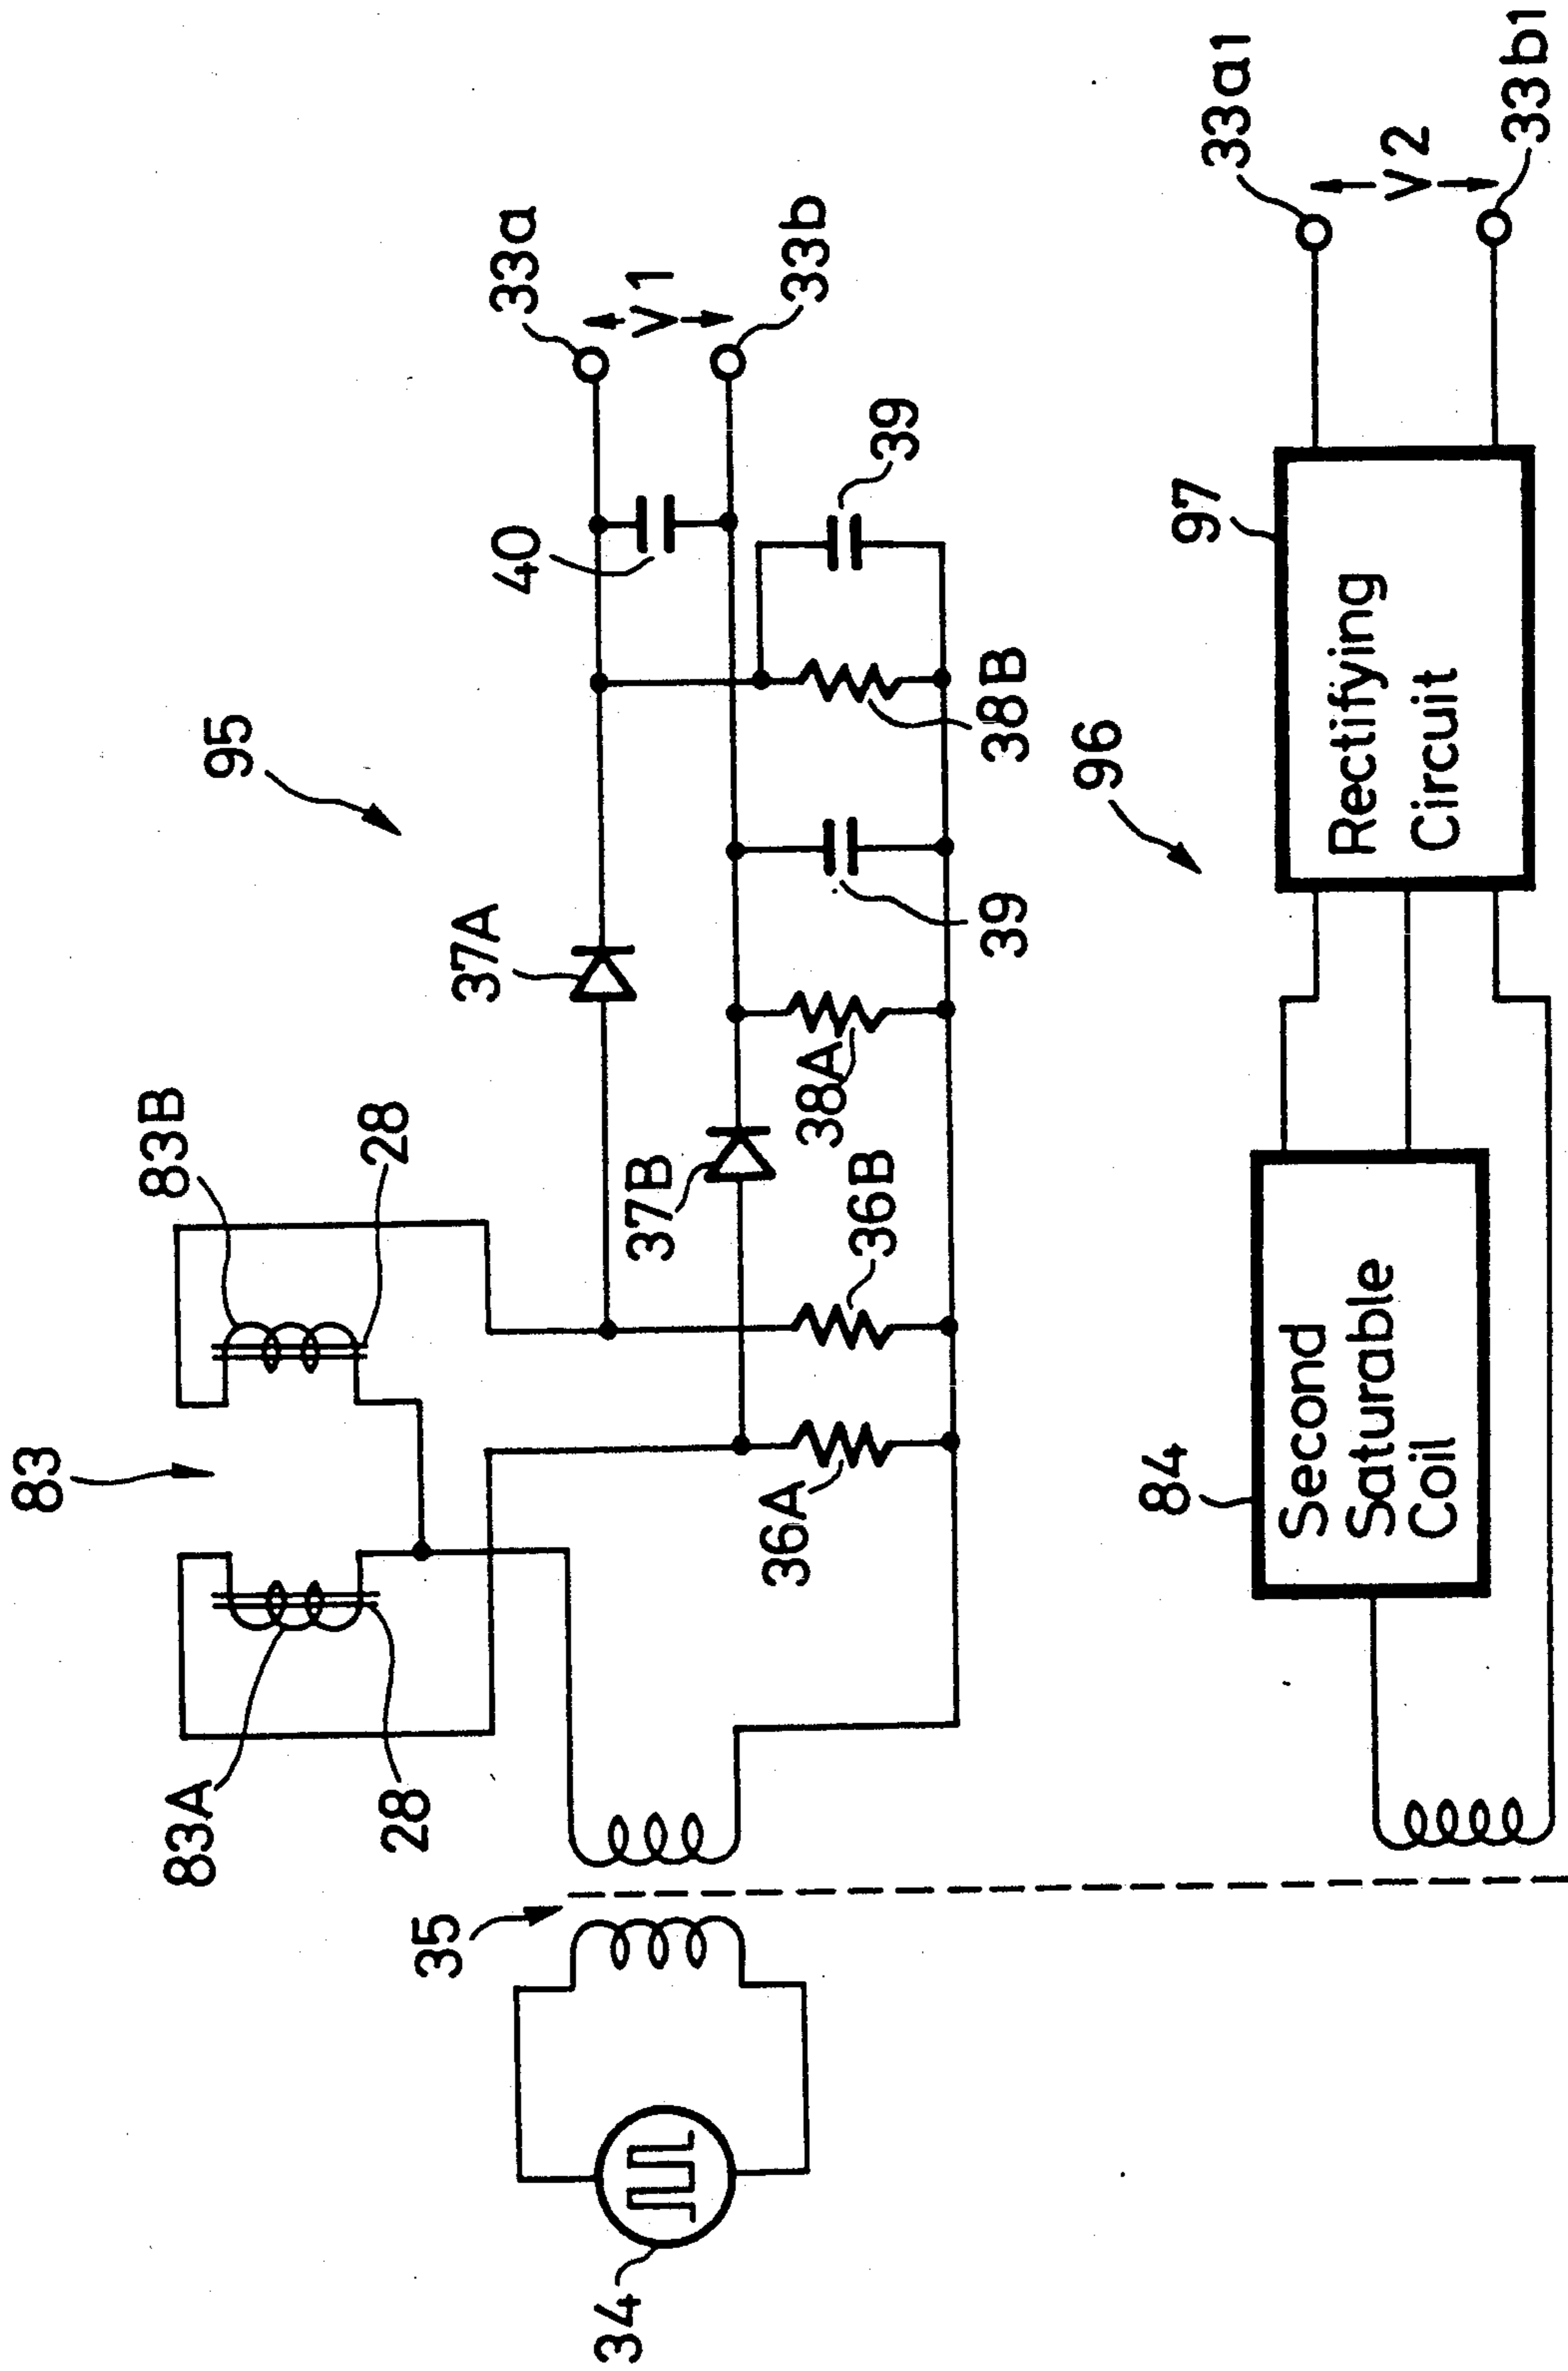 83
83A
28
83B
28
95
34
35
36A
36B
37B
37A
38A
39
38B
39
40
33a
V1
33b
96
84
Second
Saturable
Coil
97
Rectifying
Circuit
33a1
V2
33b1